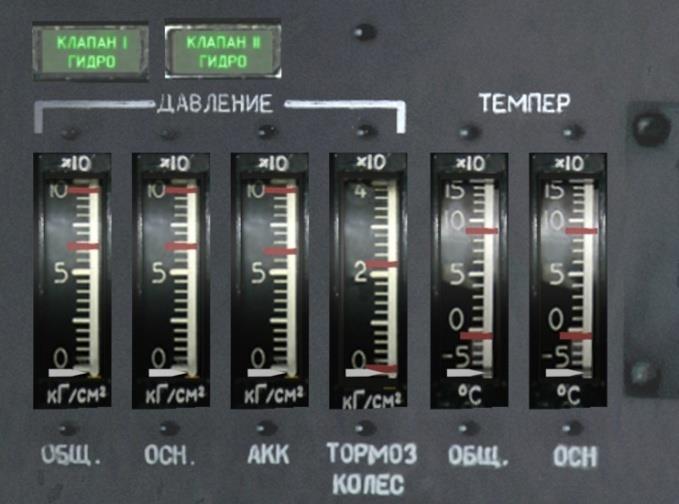 КЛАПАН I КЛАПАН II
ГИДРО ГИДРО
ДАВЛЕНИЕ ТЕМПЕР
×10 ×10 ×10 ×10 ×10 ×10
10 10 10 4 15 15
10 10
5 5 5 2 5 5
0 0
0 0 0 0 -5 -5
кГ/см² кГ/см² кГ/см² кГ/см² °С °С
ОБЩ. ОСН. АКК ТОРМОЗ ОБЩ. ОСН
КОЛЕС